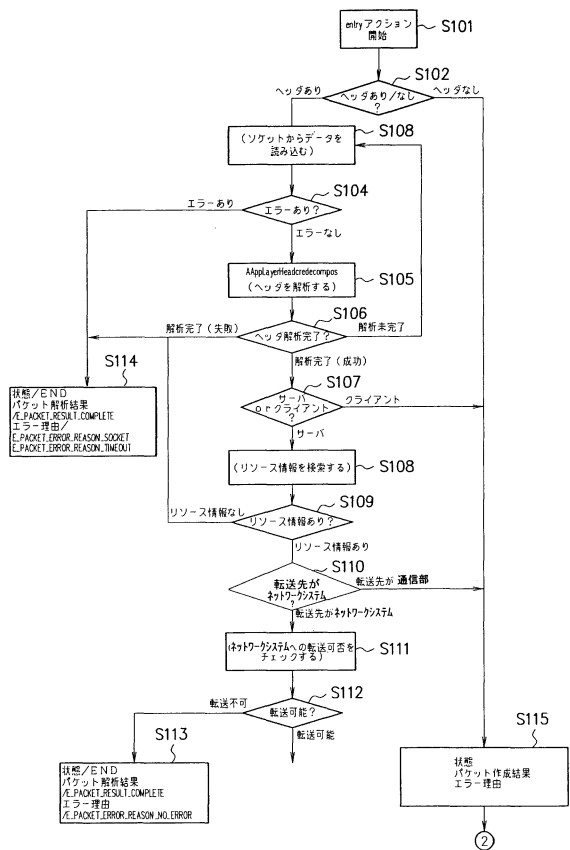 entryアクション
開始
S101
S102
ヘッダあり
ヘッダあり/なし
?
ヘッダなし
S108
(ソケットからデータを
読み込む)
S104
エラーあり
エラーあり?
エラーなし
AAppLayerHeadcredecompos
(ヘッダを解析する)
S105
S106
解析完了(失敗)
ヘッダ解析完了?
解析未完了
解析完了(成功)
S114
状態/END
パケット解析結果
/E_PACKET_RESULT_COMPLETE
エラー理由/
E_PACKET_ERROR_REASON_SOCKET
E_PACKET_ERROR_REASON_TIMEOUT
S107
サーバ
orクライアント
?
クライアント
サーバ
S108
(リソース情報を検索する)
S109
リソース情報なし
リソース情報あり?
リソース情報あり
S110
転送先が
ネットワークシステム
?
転送先が通信部
転送先がネットワークシステム
(ネットワークシステムへの転送可否を
チェックする)
S111
S112
転送不可
転送可能?
転送可能
S113
状態/END
パケット解析結果
/E_PACKET_RESULT_COMPLETE
エラー理由
/E_PACKET_ERROR_REASON_NO_ERROR
S115
状態
パケット作成結果
エラー理由
2